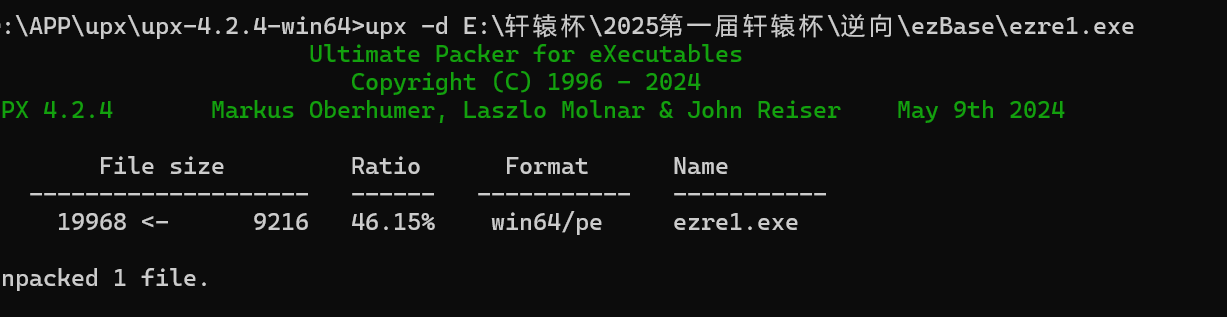 :\APP\upx\upx-4.2.4-win64>upx -d E:\轩辕杯\2025第一届轩辕杯\逆向\ezBase\ezre1.exe
Ultimate Packer for eXecutables
Copyright (C) 1996 - 2024
PX 4.2.4 Markus Oberhumer, Laszlo Molnar & John Reiser May 9th 2024
File size Ratio Format Name
-------------------- ------ ----------- -----------
19968 <- 9216 46.15% win64/pe ezre1.exe
npacked 1 file.